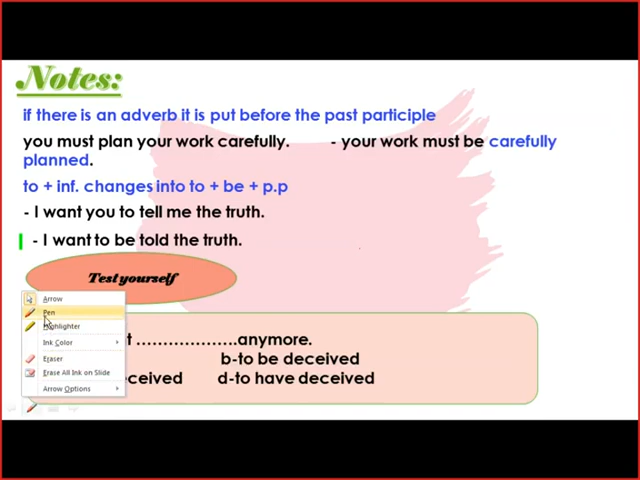 Notes:
if there is an adverb it is put before the past participle
you must plan your work carefully. - your work must be carefully
planned.
to + inf. changes into to + be + p.p
- I want you to tell me the truth.
- I want to be told the truth.
Test yourself
Arrow
Pen
Highlighter
Ink Color
Eraser
Erase All Ink on Slide
Arrow Options
………………..anymore.
b-to be deceived
d-to have deceived